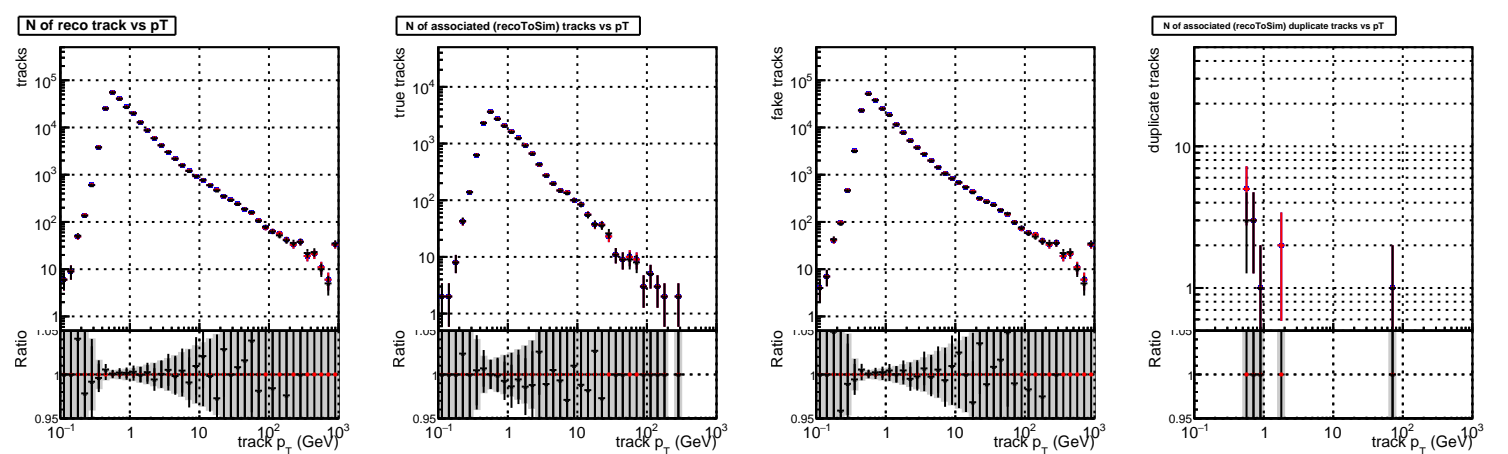 N of reco track vs pT
tracks
10^5
10^4
10^3
10^2
10
1
Ratio
1.05
1
0.95
10^-1 1 10 10^2 10^3
track p_T (GeV)
N of associated (recoToSim) tracks vs pT
true tracks
10^4
10^3
10^2
10
1
Ratio
1.05
1
0.95
10^-1 1 10 10^2 10^3
track p_T (GeV)
fake tracks
10^5
10^4
10^3
10^2
10
1
Ratio
1.05
1
0.95
10^-1 1 10 10^2 10^3
track p_T (GeV)
N of associated (recoToSim) duplicate tracks vs pT
duplicate tracks
10
1
Ratio
1.05
1
0.95
10^-1 1 10 10^2 10^3
track p_T (GeV)